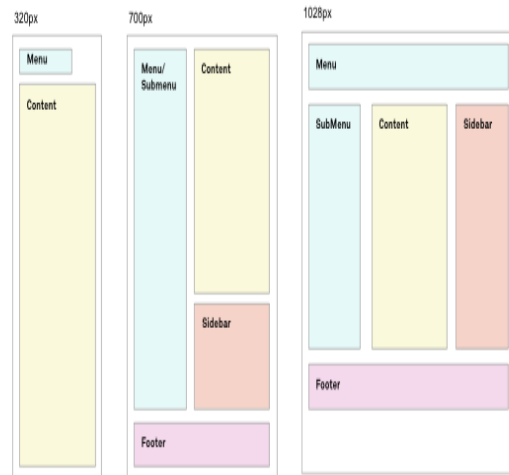 320px
Menu
Content
700px
Menu/
Submenu
Content
Sidebar
Footer
1028px
Menu
SubMenu
Content
Sidebar
Footer